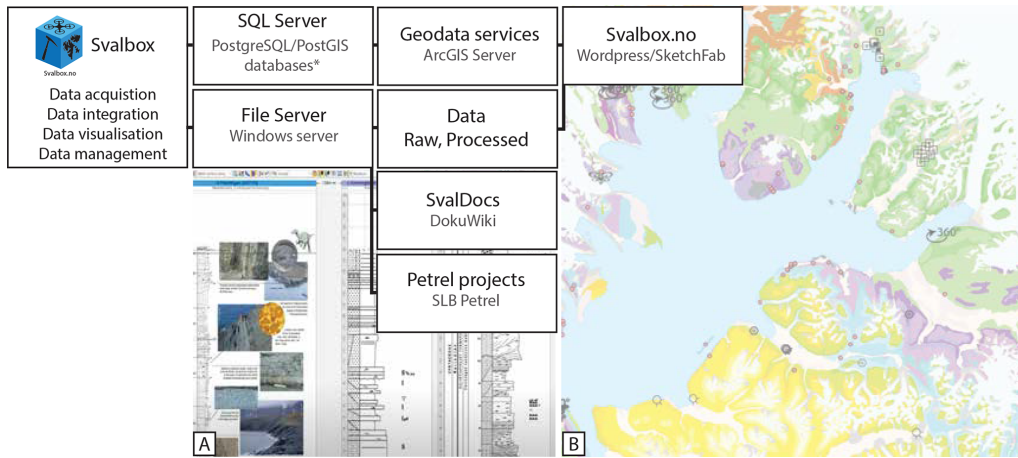 Svalbox
Svalbox.no
Data acquistion
Data integration
Data visualisation
Data management
SQL Server
PostgreSQL/PostGIS
databases*
File Server
Windows server
Geodata services
ArcGIS Server
Data
Raw, Processed
SvalDocs
DokuWiki
Petrel projects
SLB Petrel
Svalbox.no
Wordpress/SketchFab
360°
360°
360°
A
B